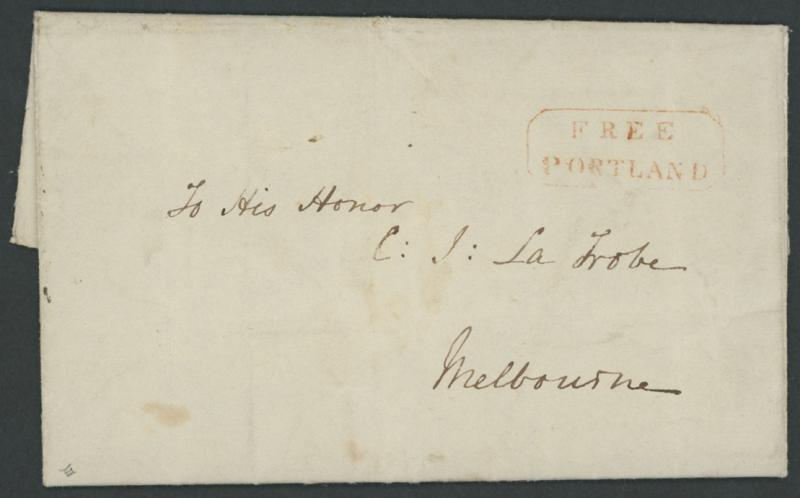 FREE
PORTLAND
To His Honor
C: J: La Trobe
Melbourne